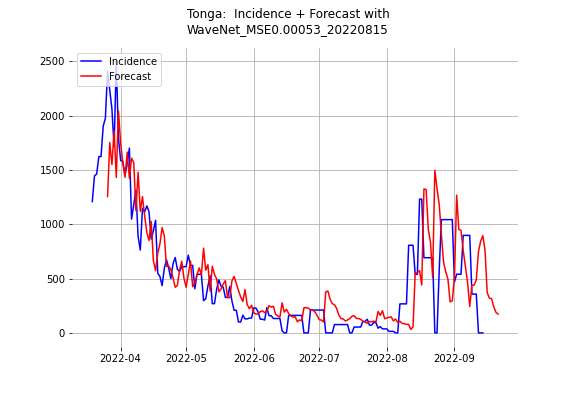 Tonga:  Incidence + Forecast with
WaveNet_MSE0.00053_20220815
Incidence
Forecast
2500
2000
1500
1000
500
0
2022-04 2022-05 2022-06 2022-07 2022-08 2022-09